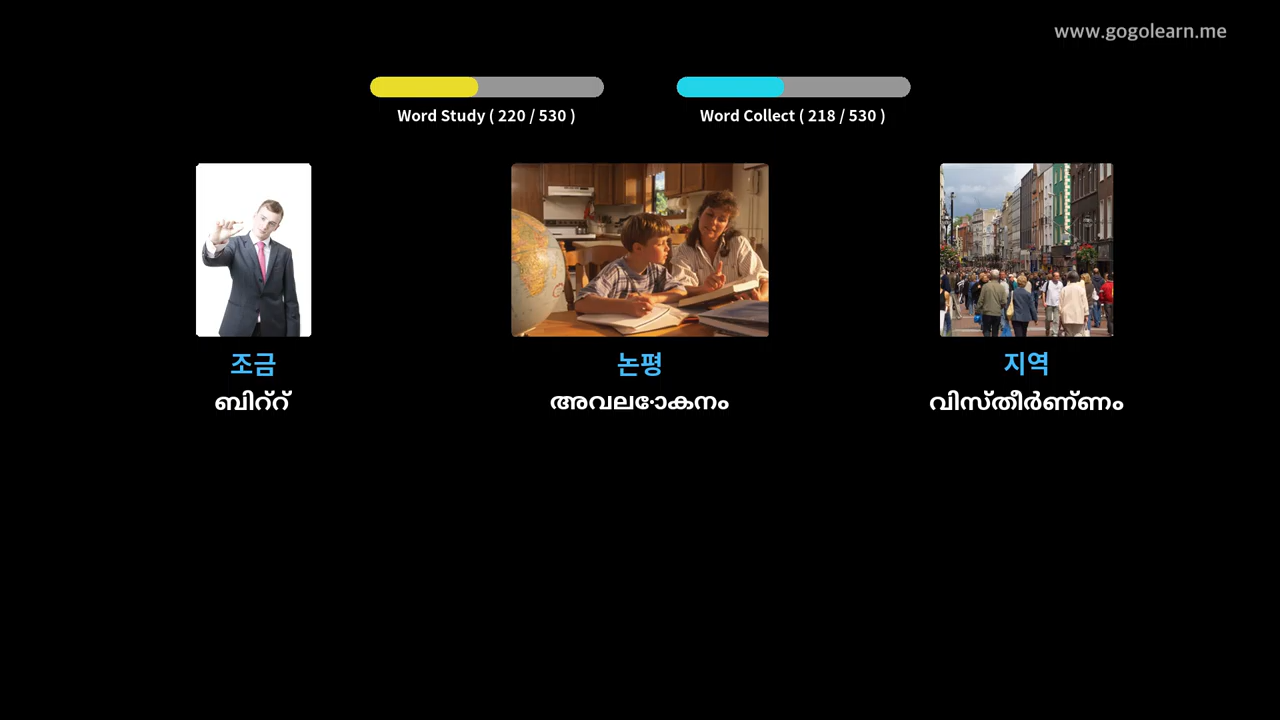 www.gogolearn.me
Word Study ( 220 / 530 )
Word Collect ( 218 / 530 )
조금
논평
지역
ബിറ്റ്
അവലോകനം
വിസ്തീർണ്ണം